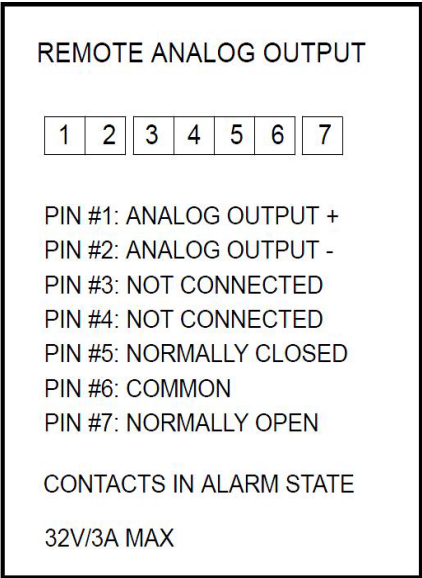 REMOTE ANALOG OUTPUT
1 2 3 4 5 6 7
PIN #1: ANALOG OUTPUT +
PIN #2: ANALOG OUTPUT -
PIN #3: NOT CONNECTED
PIN #4: NOT CONNECTED
PIN #5: NORMALLY CLOSED
PIN #6: COMMON
PIN #7: NORMALLY OPEN
CONTACTS IN ALARM STATE
32V/3A MAX